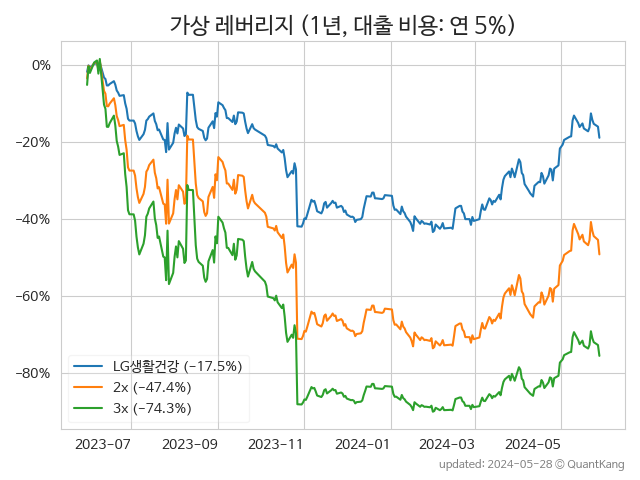 가상 레버리지 (1년, 대출 비용: 연 5%)
0%
−20%
−40%
−60%
−80%
LG생활건강 (−17.5%)
2x (−47.4%)
3x (−74.3%)
2023-07 2023-09 2023-11 2024-01 2024-03 2024-05
updated: 2024-05-28 ⓒ QuantKang